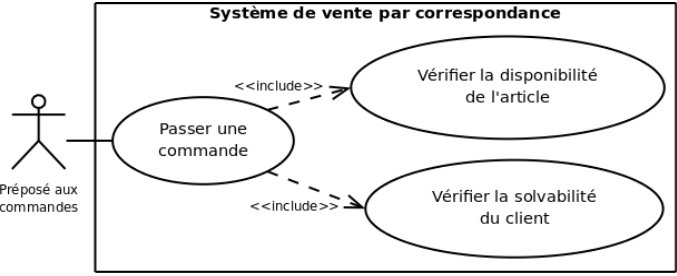 Système de vente par correspondance
Vérifier la disponibilité
de l'article
<<include>>
Passer une
commande
Préposé aux
commandes
Vérifier la solvabilité
du client
<<include>>